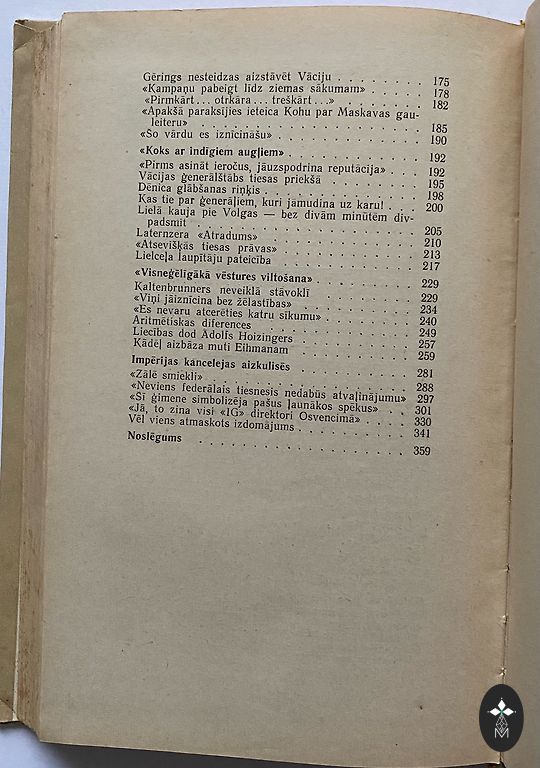 Gērings nesteidzas aizstāvēt Vāciju . . . . . . . 175
«Kampaņu pabeigt līdz ziemas sākumam» . . . 178
«Pirmkārt... otrkāra... treškārt...» . . . . . . 182
«Apakšā paraksījies ieteica Kohu par Maskavas gau-
leiteru» . . . . . . . . . . . 185
«Šo vārdu es iznīcinašu» . . . . . . . . 190
«Koks ar indīgiem augļiem» . . . . . . . . . 192
«Pirms asināt ieročus, jāuzspodrina reputācija» . . 192
Vācijas ģenerālštābs tiesas priekšā . . . . . . 195
Dēnica glābšanas riņķis . . . . . . . . . 198
Kas tie par ģenerāļiem, kuri jāmudina uz karu! . . 200
Lielā kauja pie Volgas — bez divām minūtēm div-
padsmit . . . . . . . . . . . 205
Laternzera «Atradums» . . . . . . . . . 210
«Atsevišķās tiesas prāvas» . . . . . . . . 213
Lielceļa laupītāju pateicība . . . . . . . . 217
«Visneģēlīgākā vēstures viltošana» . . . . . . . 229
Kaltenbrunners neveiklā stāvoklī . . . . . . . 229
«Viņi jāiznīcina bez žēlastības» . . . . . . . 234
«Es nevaru atcerēties katru sīkumu» . . . . . . 240
Aritmētiskas diferences . . . . . . . . . 249
Liecības dod Ādolfs Hoizingers . . . . . . . 257
Kādēļ aizbāza muti Eihmanam . . . . . . . 259
Impērijas kancelejas aizkulisēs . . . . . . . . 281
«Zālē smiekli» . . . . . . . . . . . 288
«Neviens federālais tiesnesis nedabūs atvaļinājumu» 297
«Šī ģimene simbolizēja pašus ļaunākos spēkus» . . 301
«Jā, to zina visi «IG» direktori Osvencimā» . . . . 330
Vēl viens atmaskots izdomājums . . . . . . . 341
Noslēgums . . . . . . . . . . . . 359
M